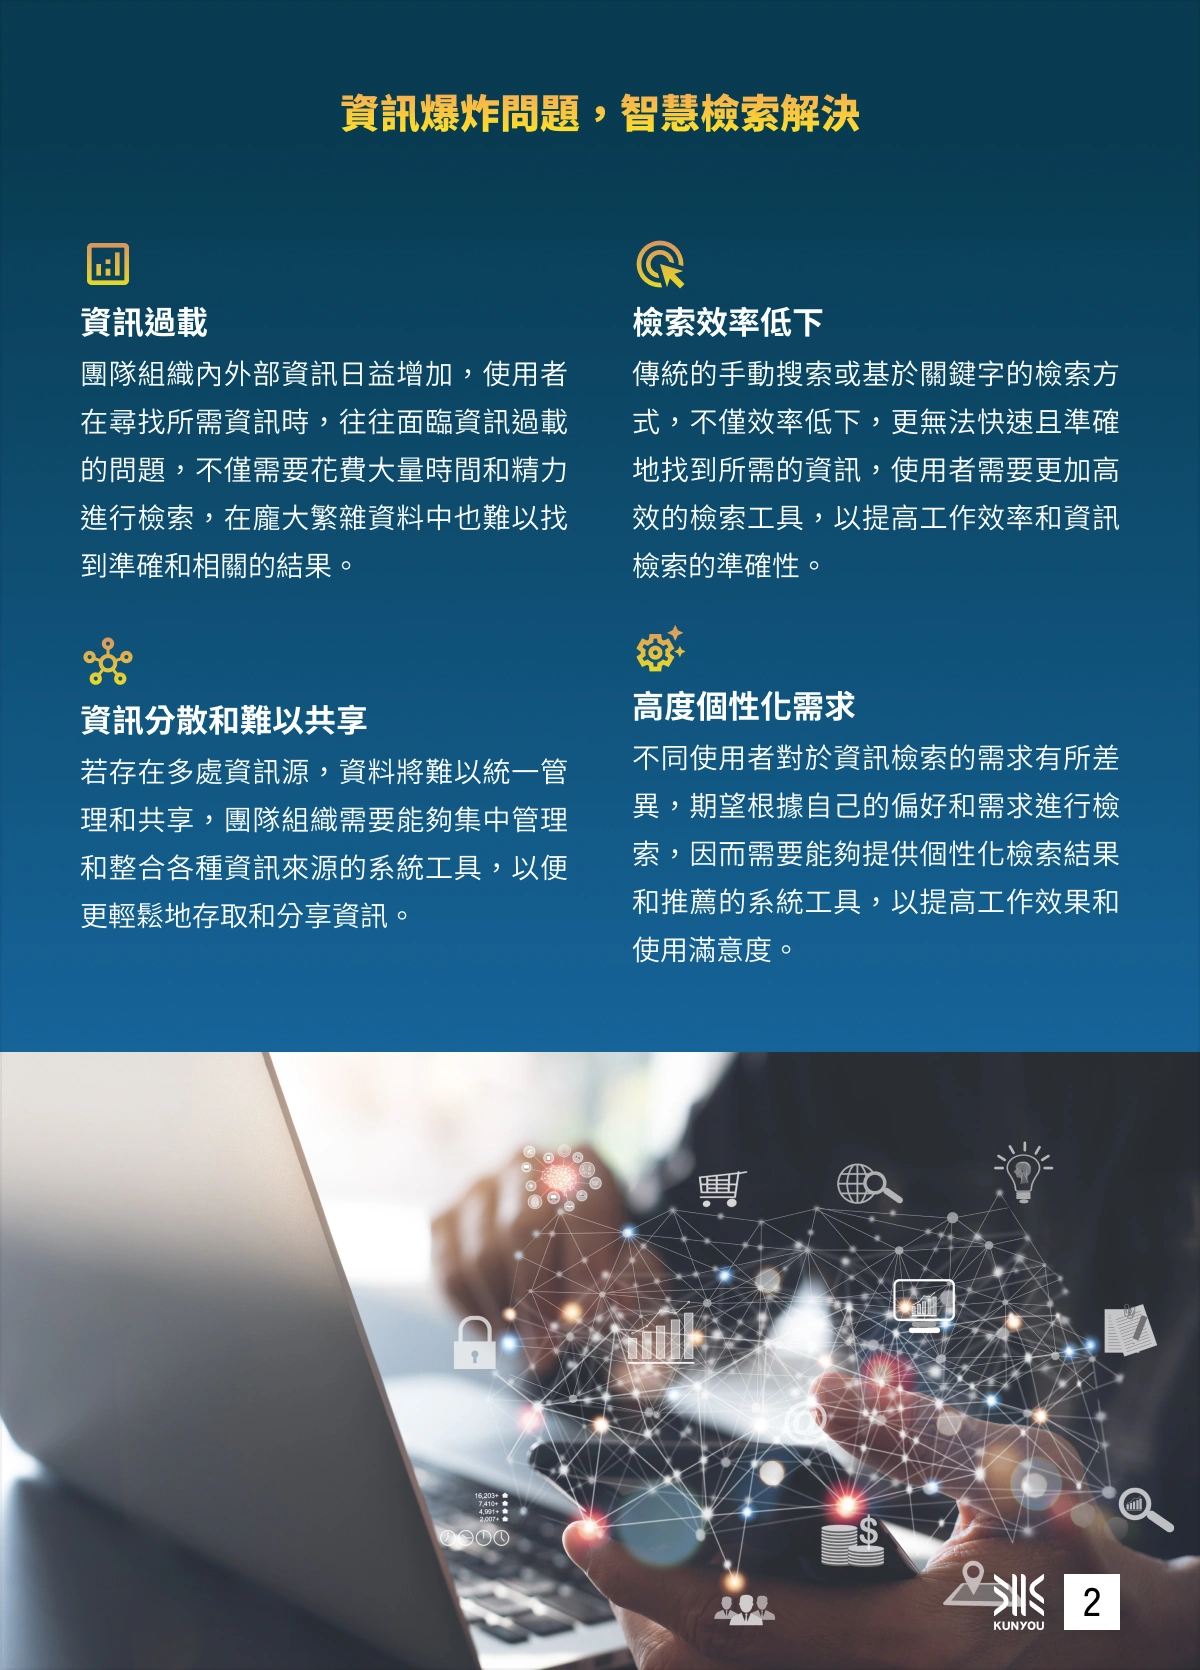 資訊爆炸問題，智慧檢索解決
資訊過載
團隊組織內外部資訊日益增加，使用者
在尋找所需資訊時，往往面臨資訊過載
的問題，不僅需要花費大量時間和精力
進行檢索，在龐大繁雜資料中也難以找
到準確和相關的結果。
檢索效率低下
傳統的手動搜索或基於關鍵字的檢索方
式，不僅效率低下，更無法快速且準確
地找到所需的資訊，使用者需要更加高
效的檢索工具，以提高工作效率和資訊
檢索的準確性。
資訊分散和難以共享
若存在多處資訊源，資料將難以統一管
理和共享，團隊組織需要能夠集中管理
和整合各種資訊來源的系統工具，以便
更輕鬆地存取和分享資訊。
高度個性化需求
不同使用者對於資訊檢索的需求有所差
異，期望根據自己的偏好和需求進行檢
索，因而需要能夠提供個性化檢索結果
和推薦的系統工具，以提高工作效果和
使用滿意度。
@
16,203+
7,410+
4,991+
2,007+
$
KUNYOU
2